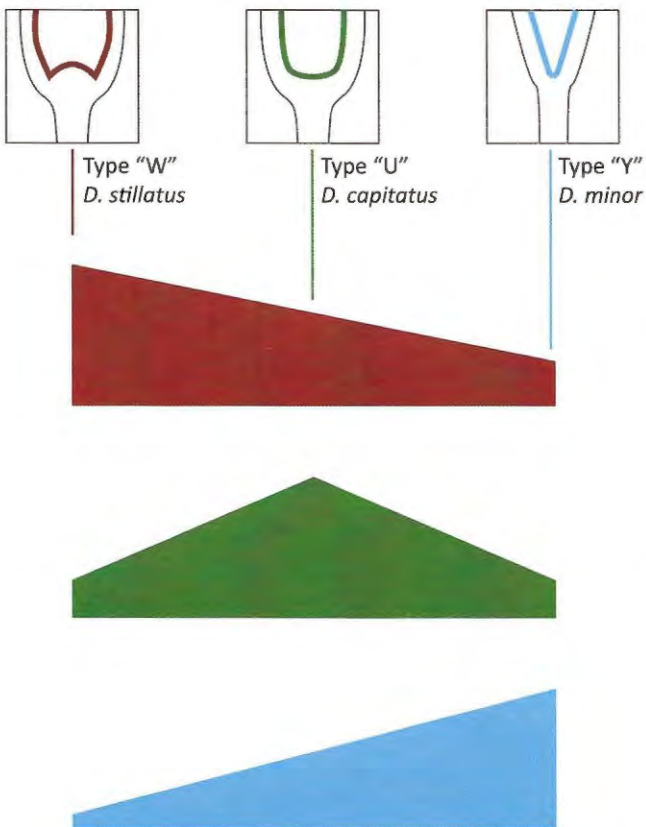 Type “W”
D. stillatus
Type “U”
D. capitatus
Type “Y”
D. minor